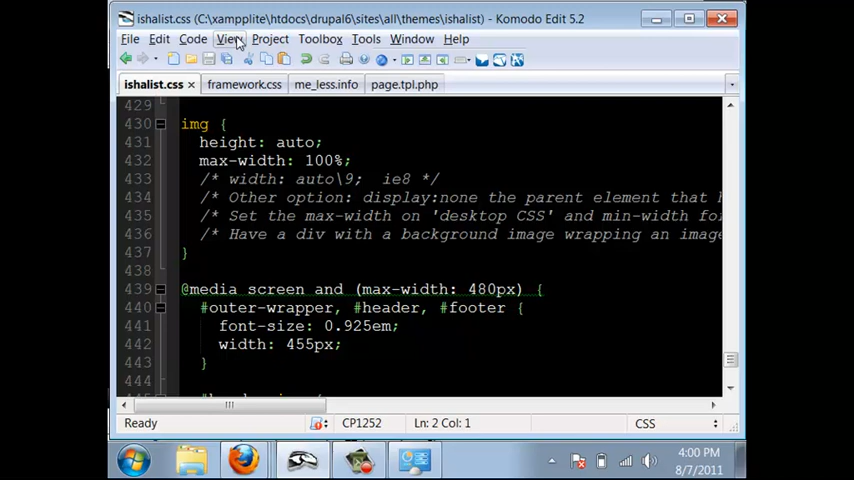 ishalist.css (C:\xampplite\htdocs\drupal6\sites\all\themes\ishalist) - Komodo Edit 5.2
File Edit Code View Project Toolbox Tools Window Help
ishalist.css × framework.css me_less.info page.tpl.php
429
430 img {
431 height: auto;
432 max-width: 100%;
433 /* width: auto\9; ie8 */
434 /* Other option: display:none the parent element that
435 /* Set the max-width on 'desktop CSS' and min-width
436 /* Have a div with a background image wrapping an
437 }
438
439 @media screen and (max-width: 480px) {
440 #outer-wrapper, #header, #footer {
441 font-size: 0.925em;
442 width: 455px;
443 }
444
Ready CP1252 Ln: 2 Col: 1 CSS
4:00 PM
8/7/2011